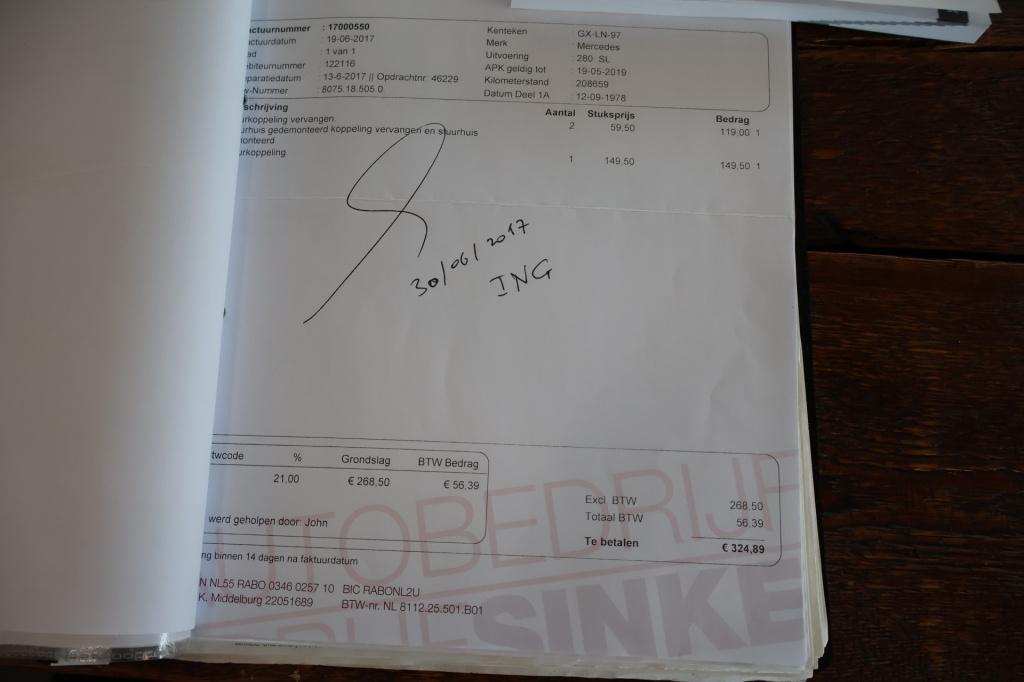 ctuurnummer : 17000550
ctuurdatum : 19-06-2017
ad : 1 van 1
biteurnummer : 122116
paratiedatum : 13-6-2017 || Opdrachtnr: 46229
w-Nummer : 8075.18.505.0
Kenteken : GX-LN-97
Merk : Mercedes
Uitvoering : 280 SL
APK geldig tot : 19-05-2019
Kilometerstand : 208659
Datum Deel 1A : 12-09-1978
schrijving Aantal Stuksprijs Bedrag
urkoppeling vervangen 2 59,50 119,00 1
urhuis gedemonteerd koppeling vervangen en stuurhuis
onteerd
urkoppeling 1 149,50 149,50 1
30/06/2017
ING
twcode % Grondslag BTW Bedrag
21,00 € 268,50 € 56,39
werd geholpen door: John
Excl. BTW 268,50
Totaal BTW 56,39
Te betalen € 324,89
ng binnen 14 dagen na faktuurdatum
N NL55 RABO 0346 0257 10 BIC RABONL2U
K. Middelburg 22051689 BTW-nr. NL 8112.25.501.B01
UTOBEDRIJF
SINKE